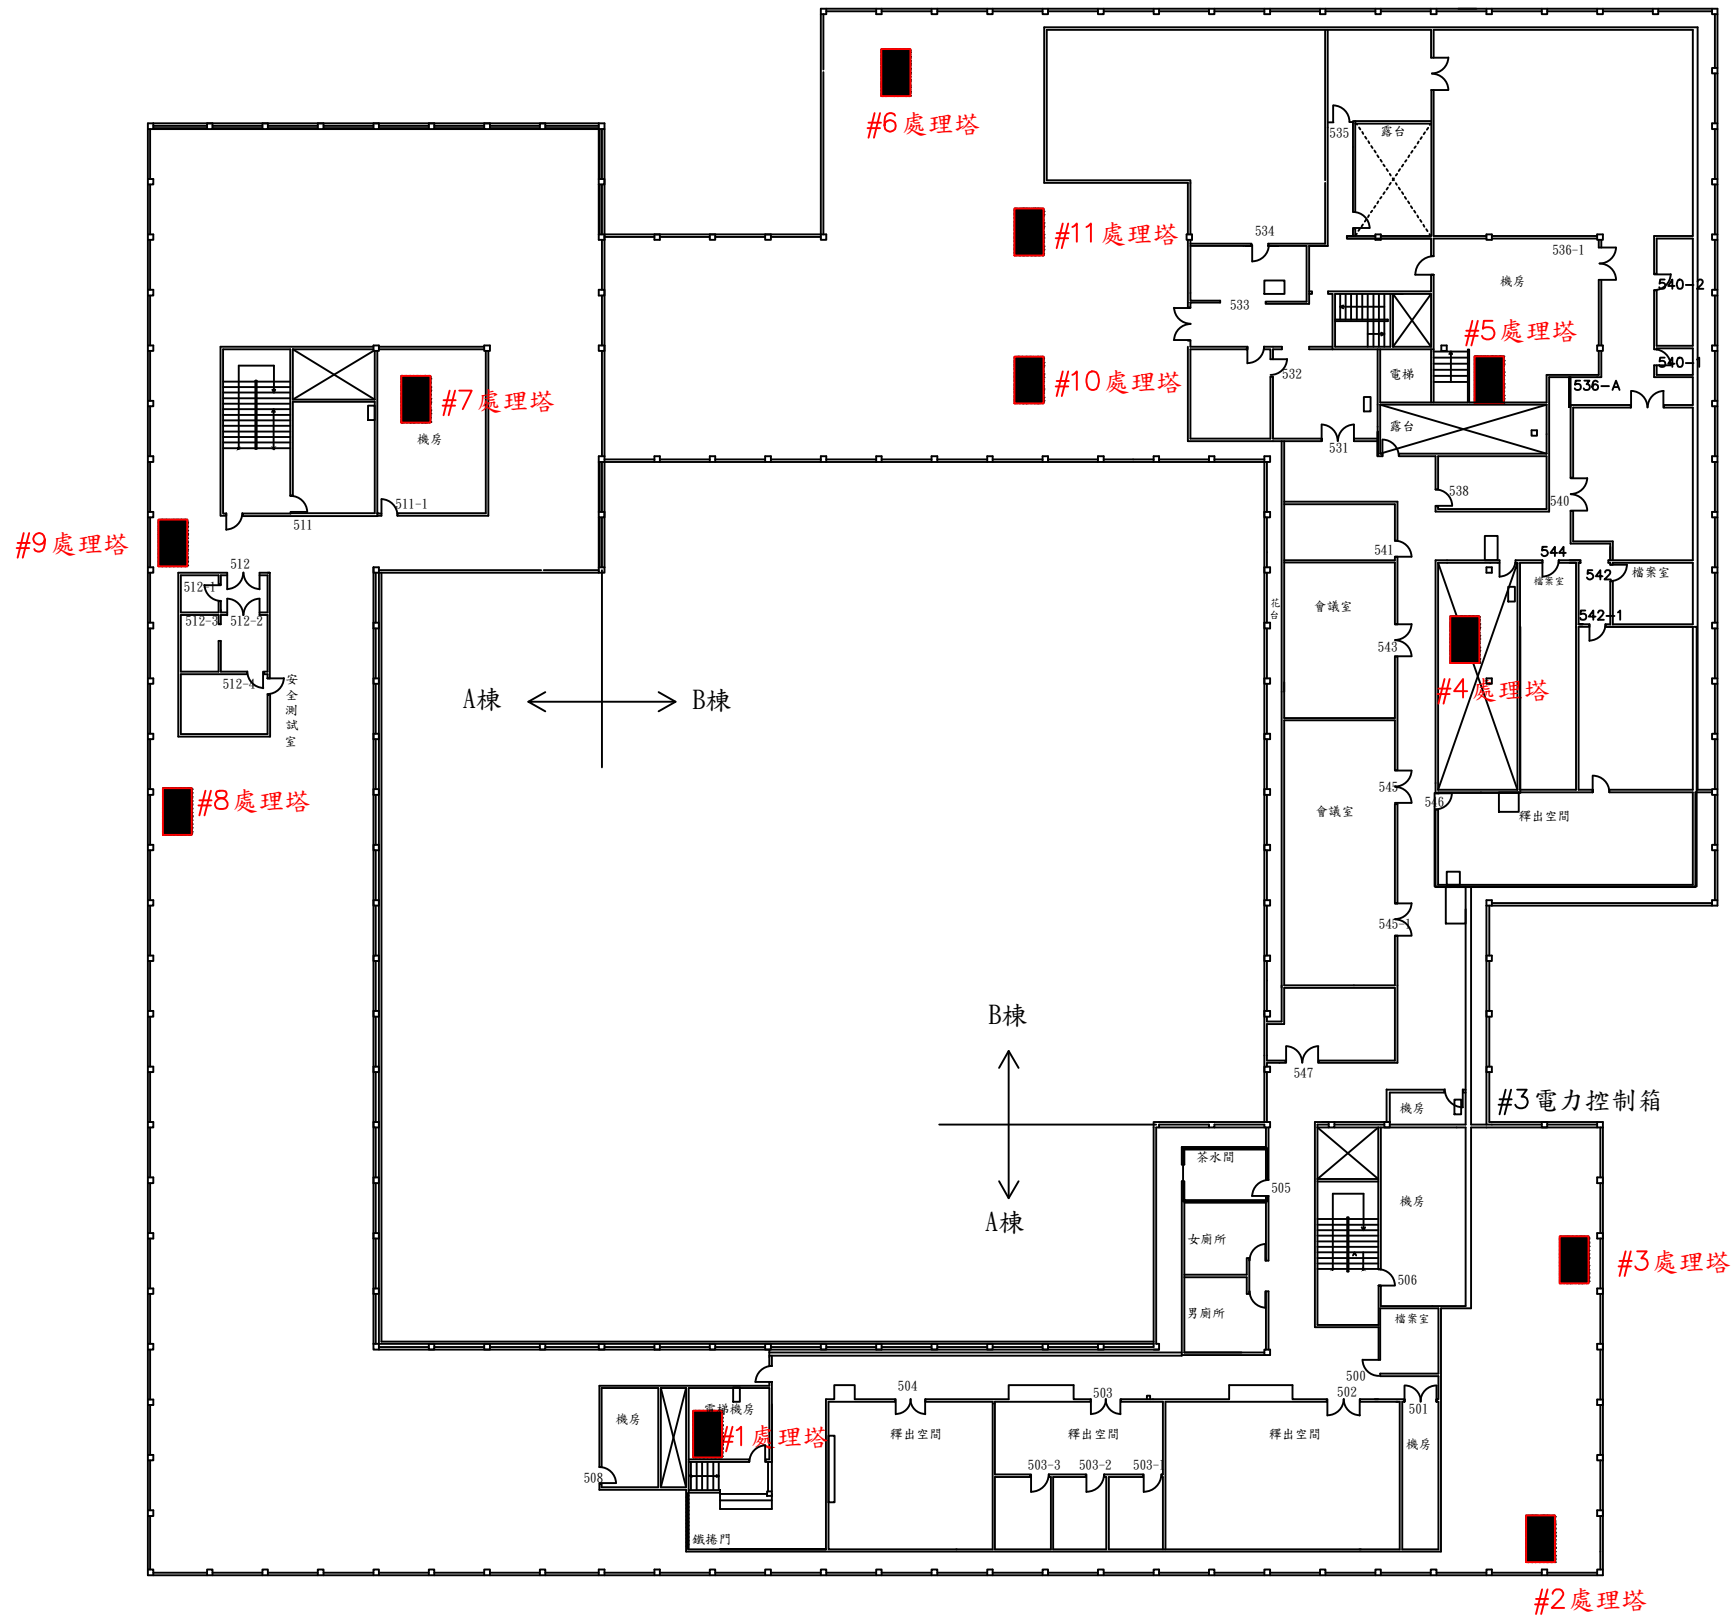 #6處理塔
535
露台
#11處理塔
534
536-1
機房
540-2
533
#5處理塔
540-1
#10處理塔
532
電梯
536-A
#7處理塔
機房
露台
531
511-1
511
538
540
#9處理塔
512
541
544
512-1
檔案室
542
檔案室
花台
會議室
512-3
512-2
542-1
543
512-4
安全測試室
#4處理塔
A棟
B棟
#8處理塔
545
546
會議室
釋出空間
545-1
B棟
547
機房
#3電力控制箱
茶水間
505
機房
A棟
女廁所
506
#3處理塔
男廁所
檔案室
500
504
503
502
501
機房
電梯機房
#1處理塔
釋出空間
釋出空間
釋出空間
機房
508
503-3
503-2
503-1
鐵捲門
#2處理塔